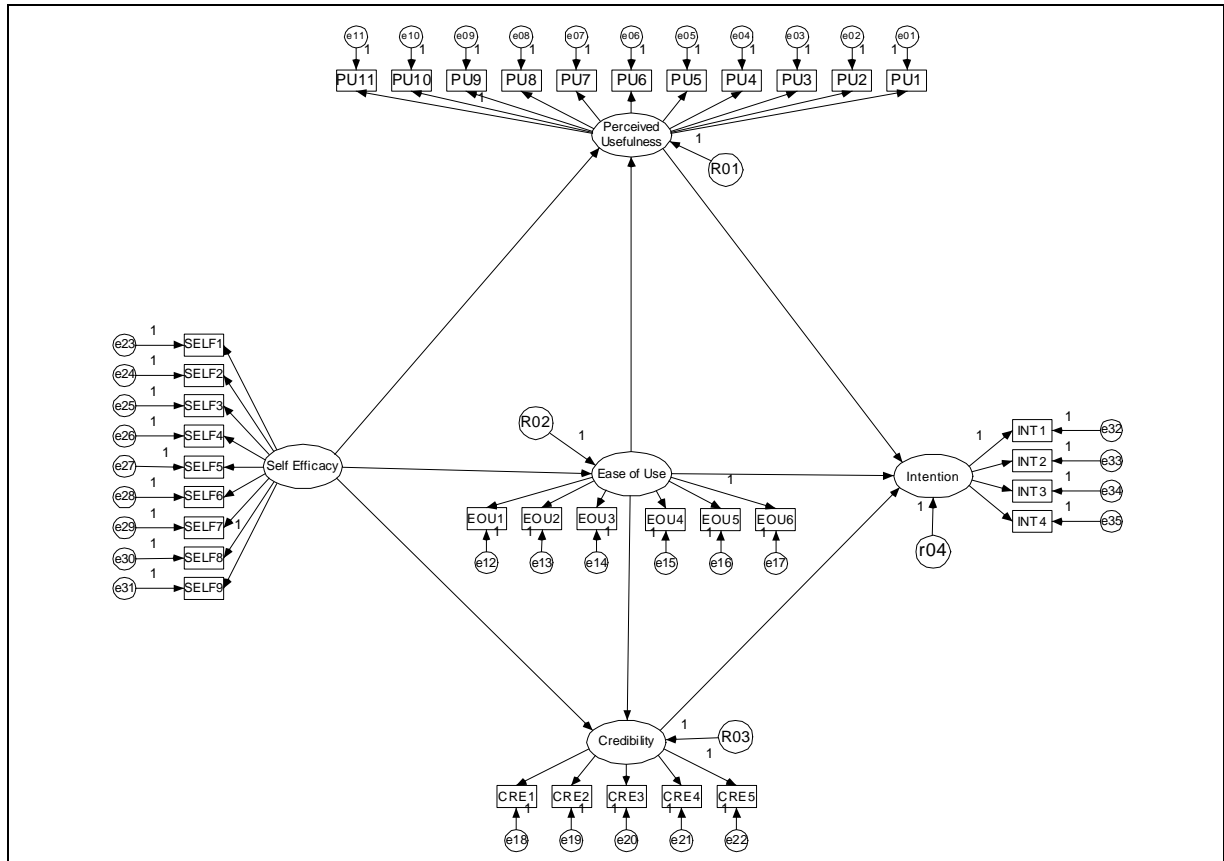 e11 e10 e09 e08 e07 e06 e05 e04 e03 e02 e01
1 1 1 1 1 1 1 1 1 1 1
PU11 PU10 PU9 PU8 PU7 PU6 PU5 PU4 PU3 PU2 PU1
1
Perceived
Usefulness
1
R01
1
e23 SELF1
1
e24 SELF2
1
e25 SELF3
1
e26 SELF4
1
e27 SELF5
1
e28 SELF6
1
e29 SELF7
1
1
e30 SELF8
1
e31 SELF9
Self Efficacy
R02
1
Ease of Use
1
EOU1 EOU2 EOU3 EOU4 EOU5 EOU6
1 1 1 1 1 1
e12 e13 e14 e15 e16 e17
Intention
1
1
INT1 e32
1
INT2 e33
1
INT3 e34
1
INT4 e35
1
r04
Credibility
1
R03
1
CRE1 CRE2 CRE3 CRE4 CRE5
1 1 1 1 1
e18 e19 e20 e21 e22